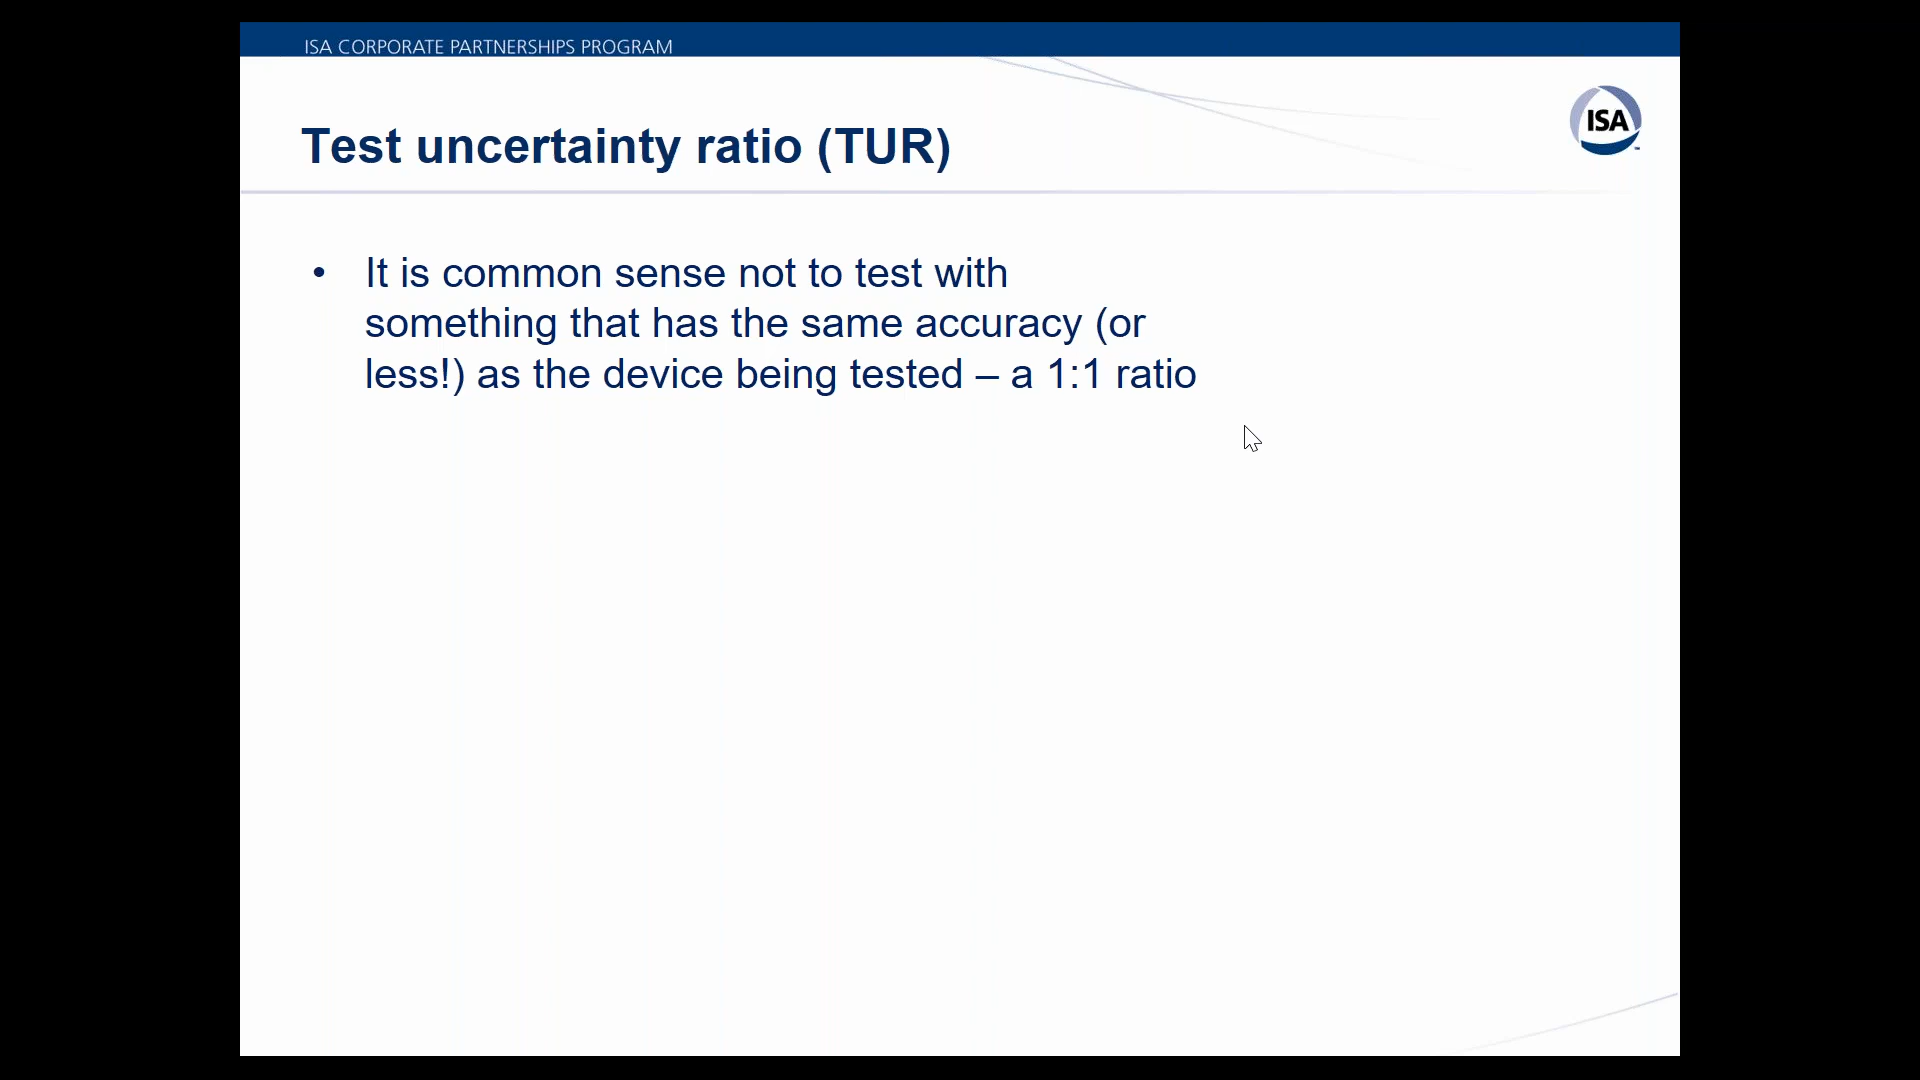 ISA CORPORATE PARTNERSHIPS PROGRAM
ISA
Test uncertainty ratio (TUR)
• It is common sense not to test with
something that has the same accuracy (or
less!) as the device being tested – a 1:1 ratio